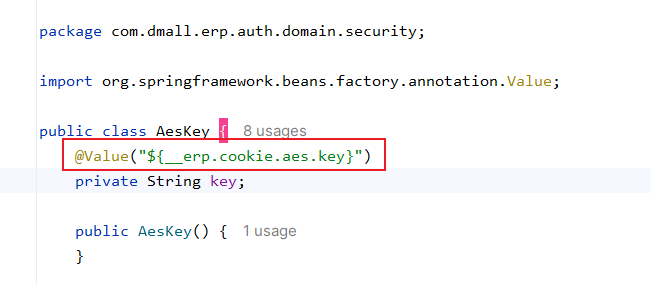 package com.dmall.erp.auth.domain.security;
import org.springframework.beans.factory.annotation.Value;
public class AesKey { 8 usages
@Value("${__erp.cookie.aes.key}")
private String key;
public AesKey() { 1 usage
}